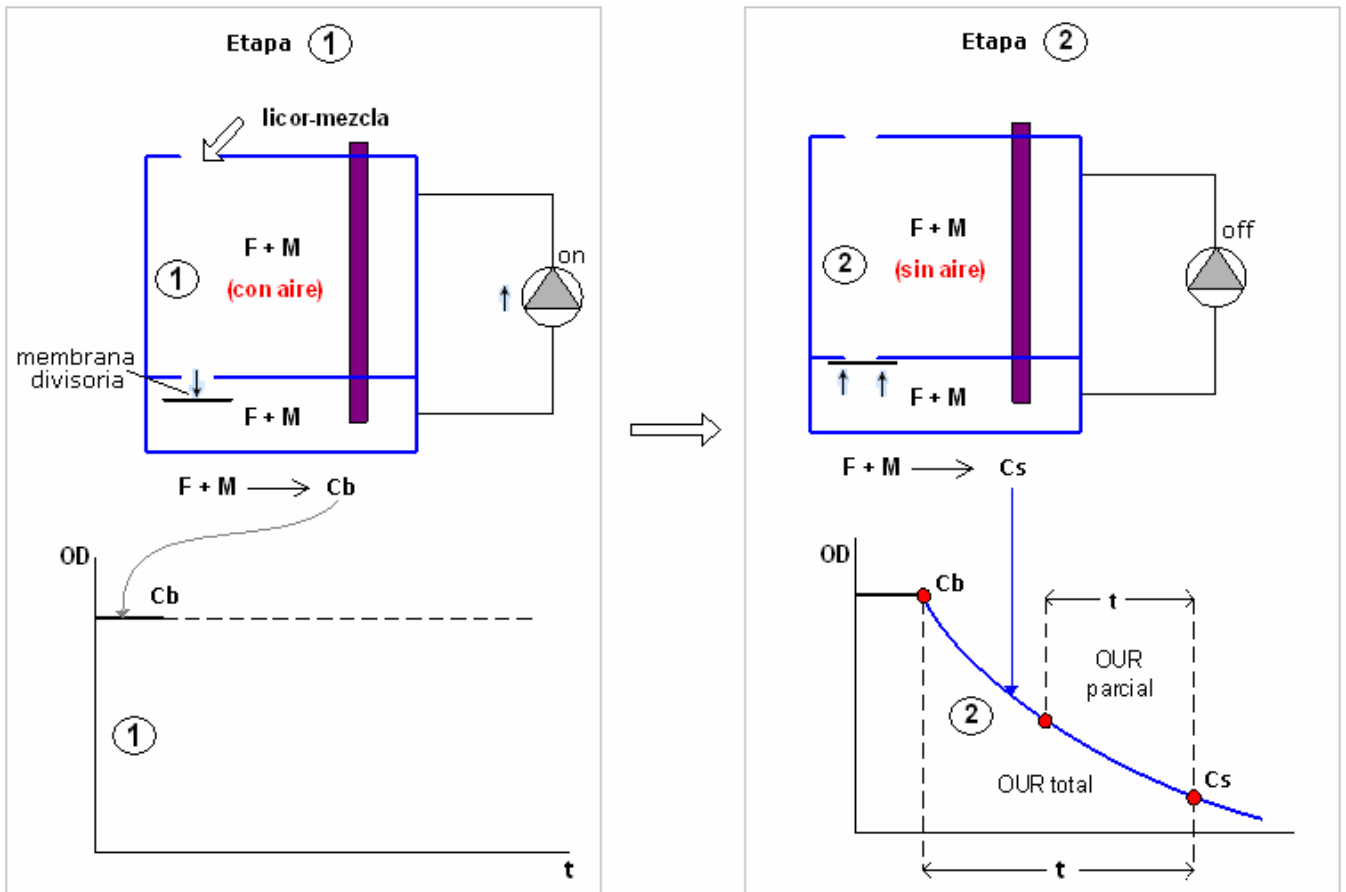 Etapa 1
licor-mezcla
F + M
on
1
(con aire)
membrana
divisoria
F + M
F + M Cb
OD
Cb
1
t
Etapa 2
F + M
off
2
(sin aire)
F + M
F + M Cs
OD
Cb
t
OUR
parcial
2
Cs
OUR total
t